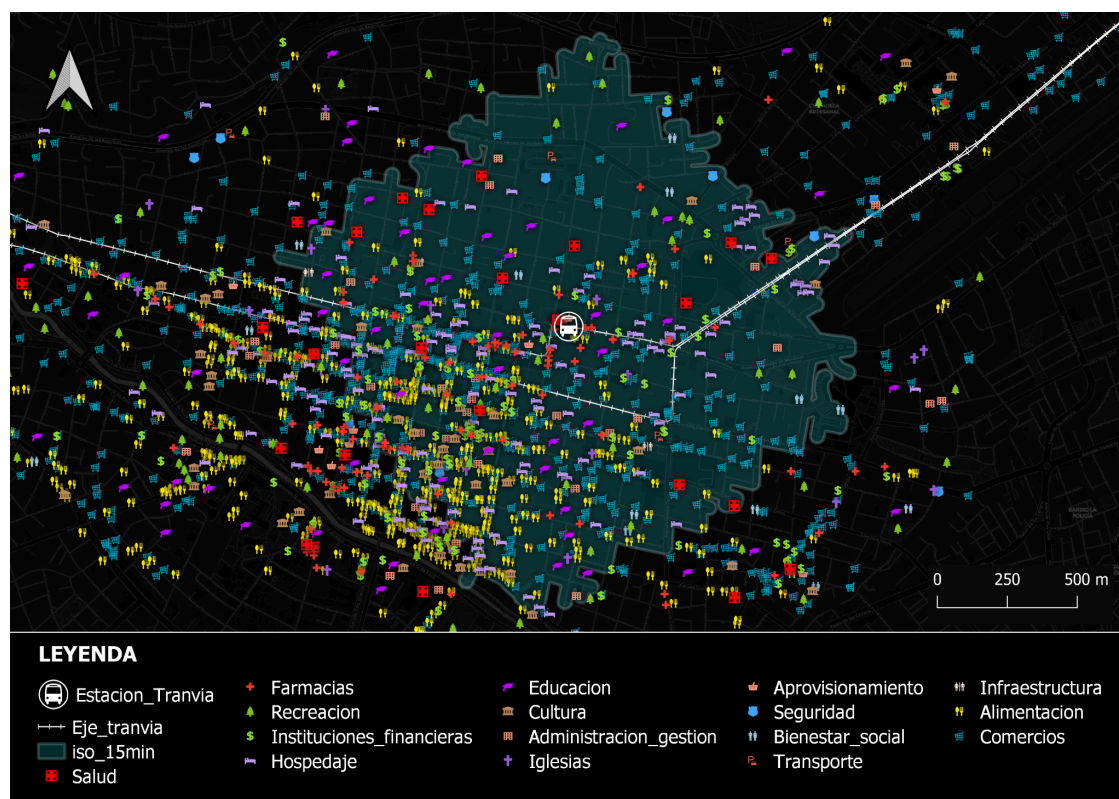 0 250 500 m
LEYENDA
Estacion_Tranvia
Eje_tranvia
iso_15min
Salud
Farmacias
Recreacion
Instituciones_financieras
Hospedaje
Educacion
Cultura
Administracion_gestion
Iglesias
Aprovisionamiento
Seguridad
Bienestar_social
Transporte
Infraestructura
Alimentacion
Comercios